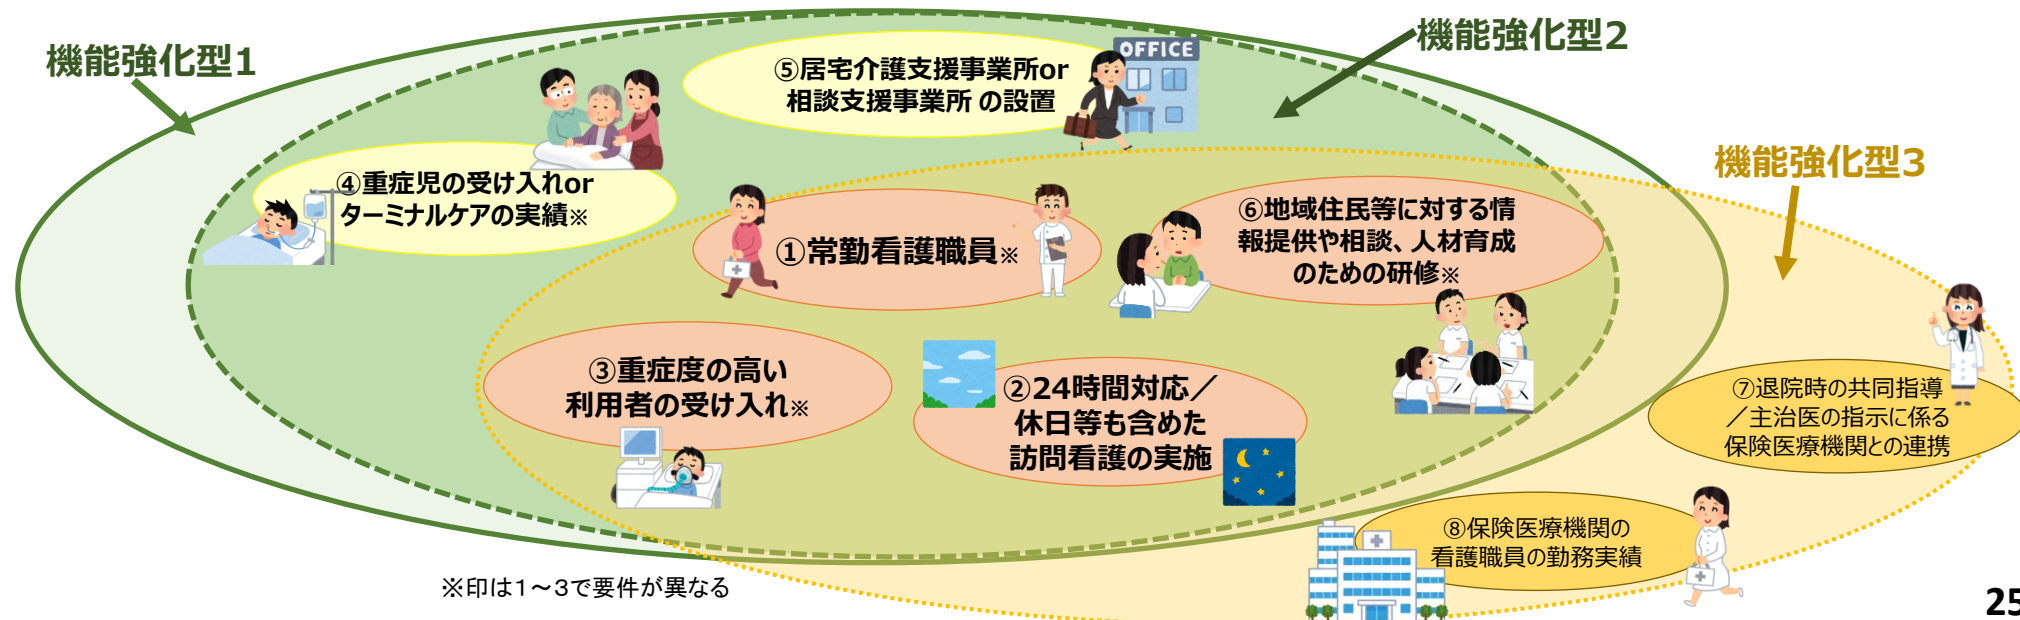 機能強化型1
機能強化型2
機能強化型3
OFFICE
⑤居宅介護支援事業所or
相談支援事業所 の設置
④重症児の受け入れor
ターミナルケアの実績※
①常勤看護職員※
⑥地域住民等に対する情
報提供や相談、人材育成
のための研修※
③重症度の高い
利用者の受け入れ※
②24時間対応／
休日等も含めた
訪問看護の実施
⑦退院時の共同指導
／主治医の指示に係る
保険医療機関との連携
⑧保険医療機関の
看護職員の勤務実績
※印は1～3で要件が異なる
25